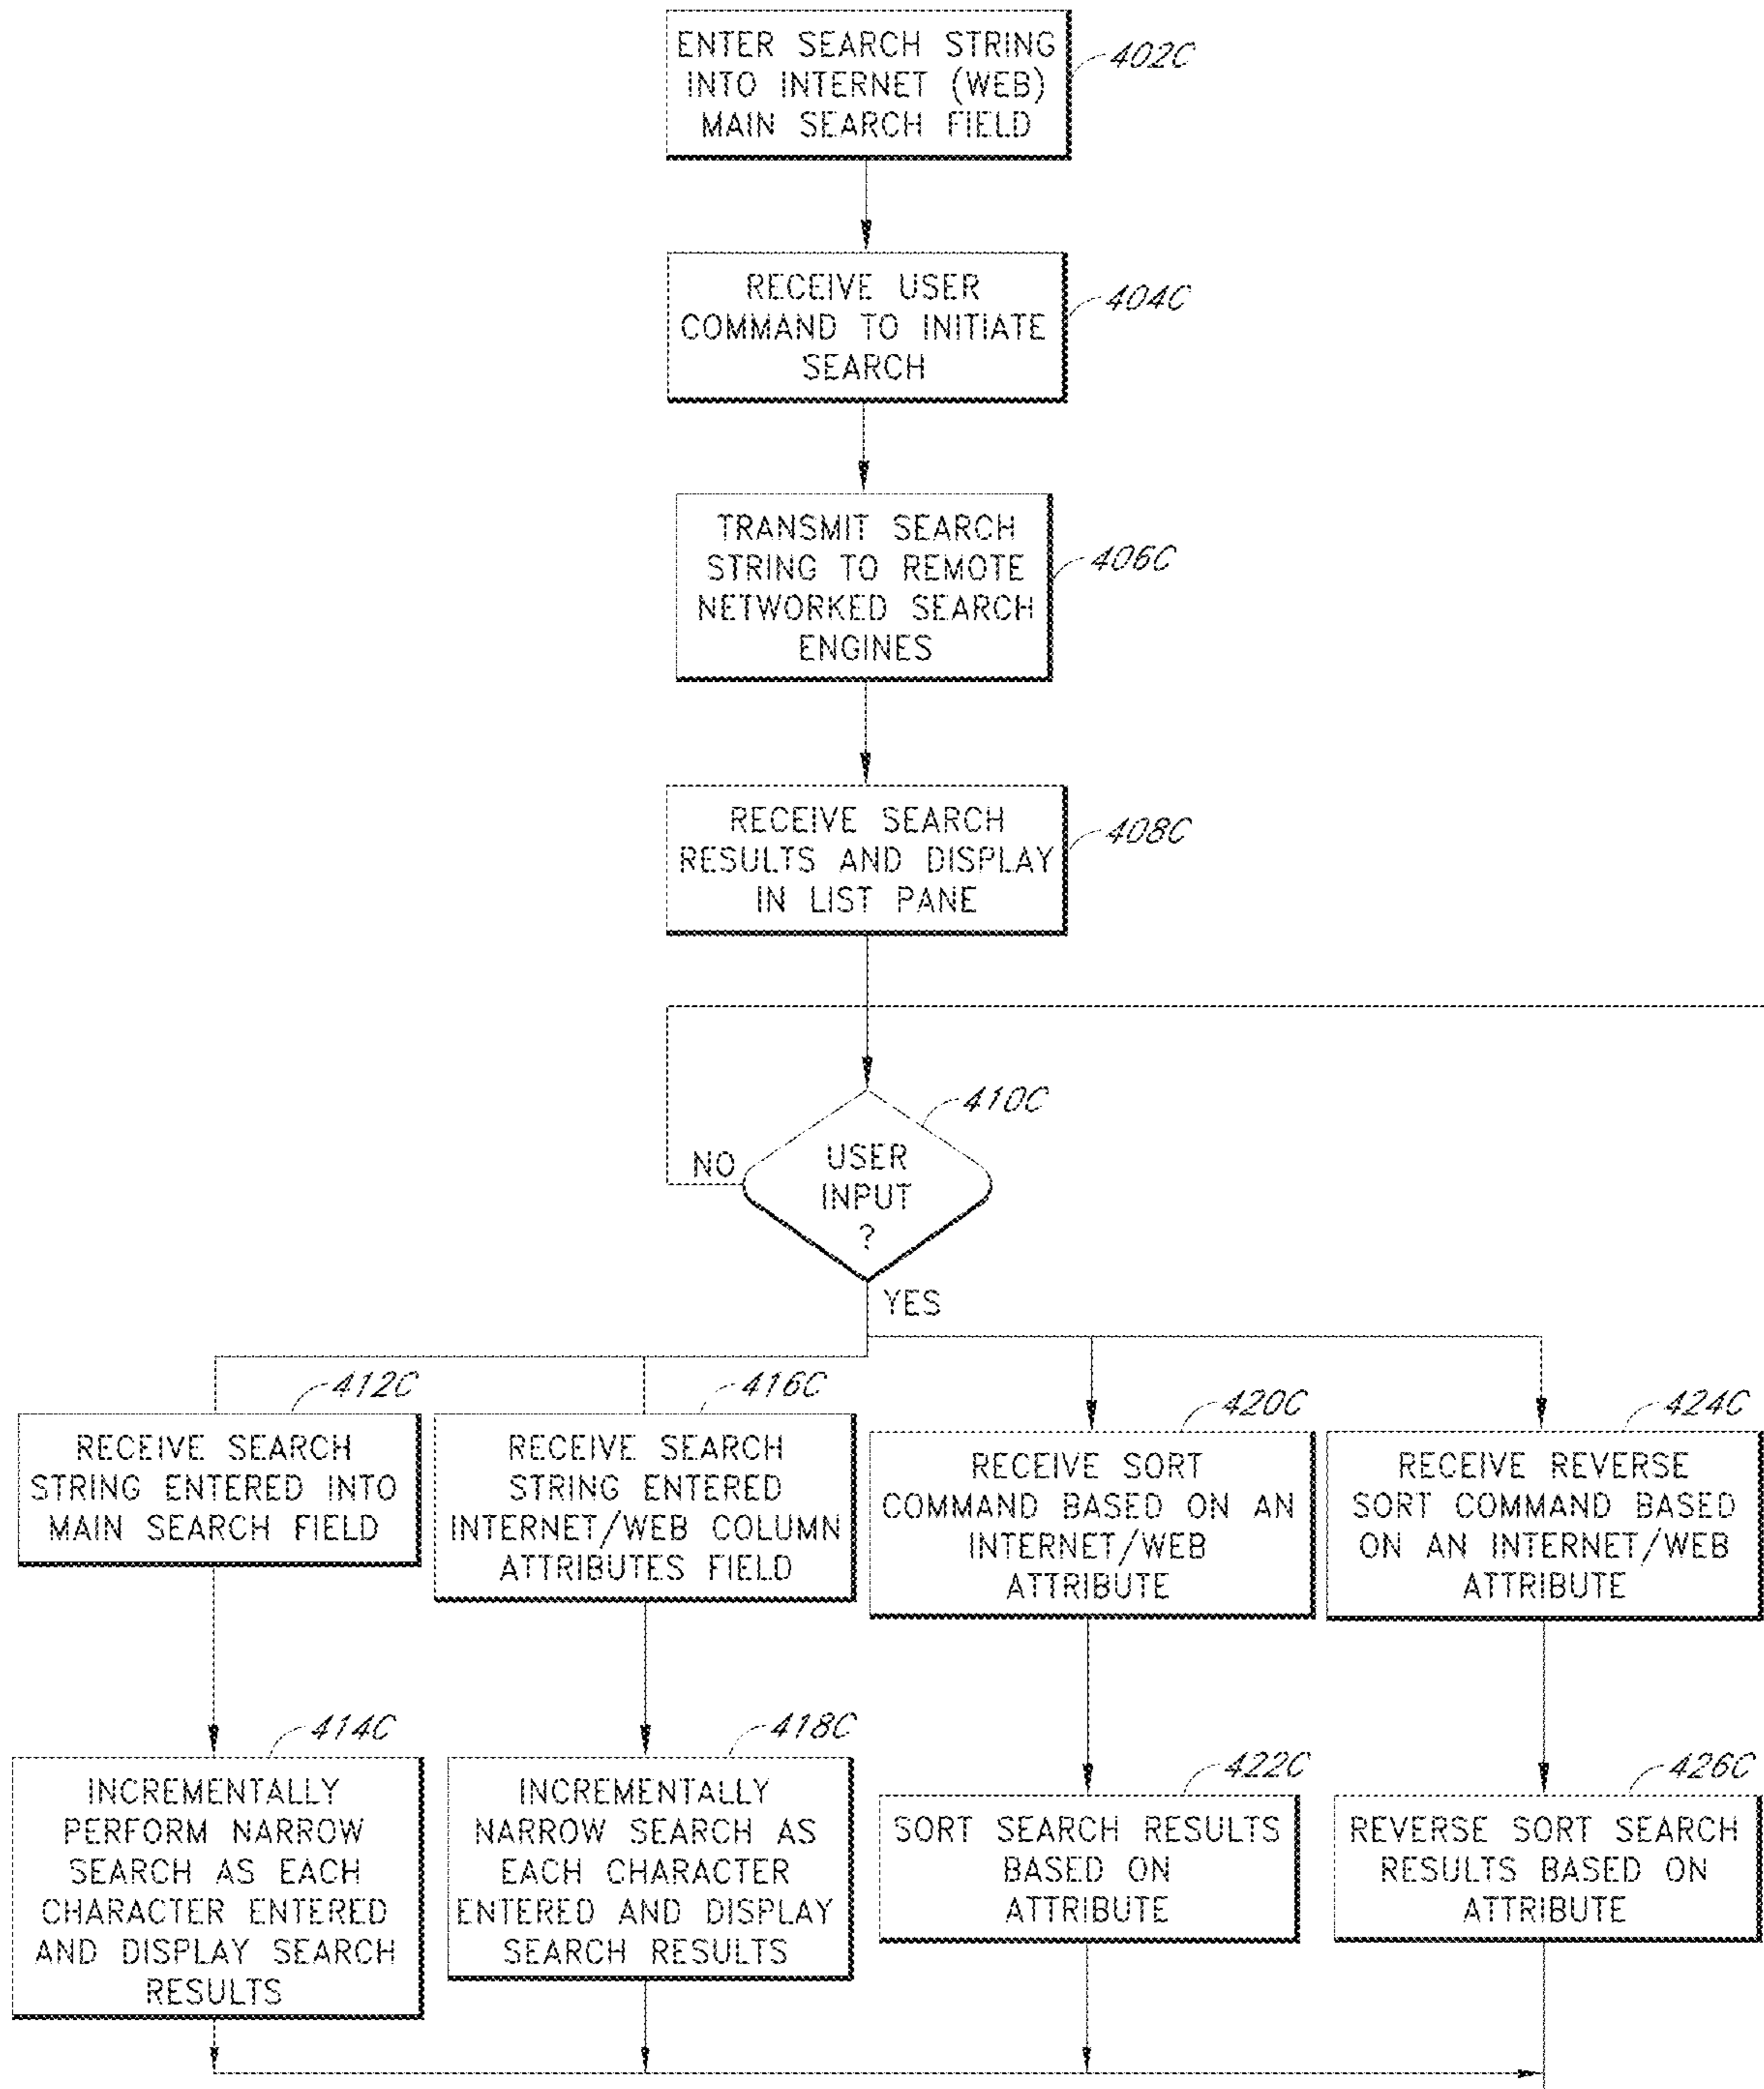 ENTER SEARCH STRING
INTO INTERNET (WEB)
MAIN SEARCH FIELD
402C
RECEIVE USER
COMMAND TO INITIATE
SEARCH
404C
TRANSMIT SEARCH
STRING TO REMOTE
NETWORKED SEARCH
ENGINES
406C
RECEIVE SEARCH
RESULTS AND DISPLAY
IN LIST PANE
408C
410C
USER
INPUT
?
NO
YES
412C
RECEIVE SEARCH
STRING ENTERED INTO
MAIN SEARCH FIELD
416C
RECEIVE SEARCH
STRING ENTERED
INTERNET/WEB COLUMN
ATTRIBUTES FIELD
420C
RECEIVE SORT
COMMAND BASED ON AN
INTERNET/WEB
ATTRIBUTE
424C
RECEIVE REVERSE
SORT COMMAND BASED
ON AN INTERNET/WEB
ATTRIBUTE
414C
INCREMENTALLY
PERFORM NARROW
SEARCH AS EACH
CHARACTER ENTERED
AND DISPLAY SEARCH
RESULTS
418C
INCREMENTALLY
NARROW SEARCH AS
EACH CHARACTER
ENTERED AND DISPLAY
SEARCH RESULTS
422C
SORT SEARCH RESULTS
BASED ON
ATTRIBUTE
426C
REVERSE SORT SEARCH
RESULTS BASED ON
ATTRIBUTE